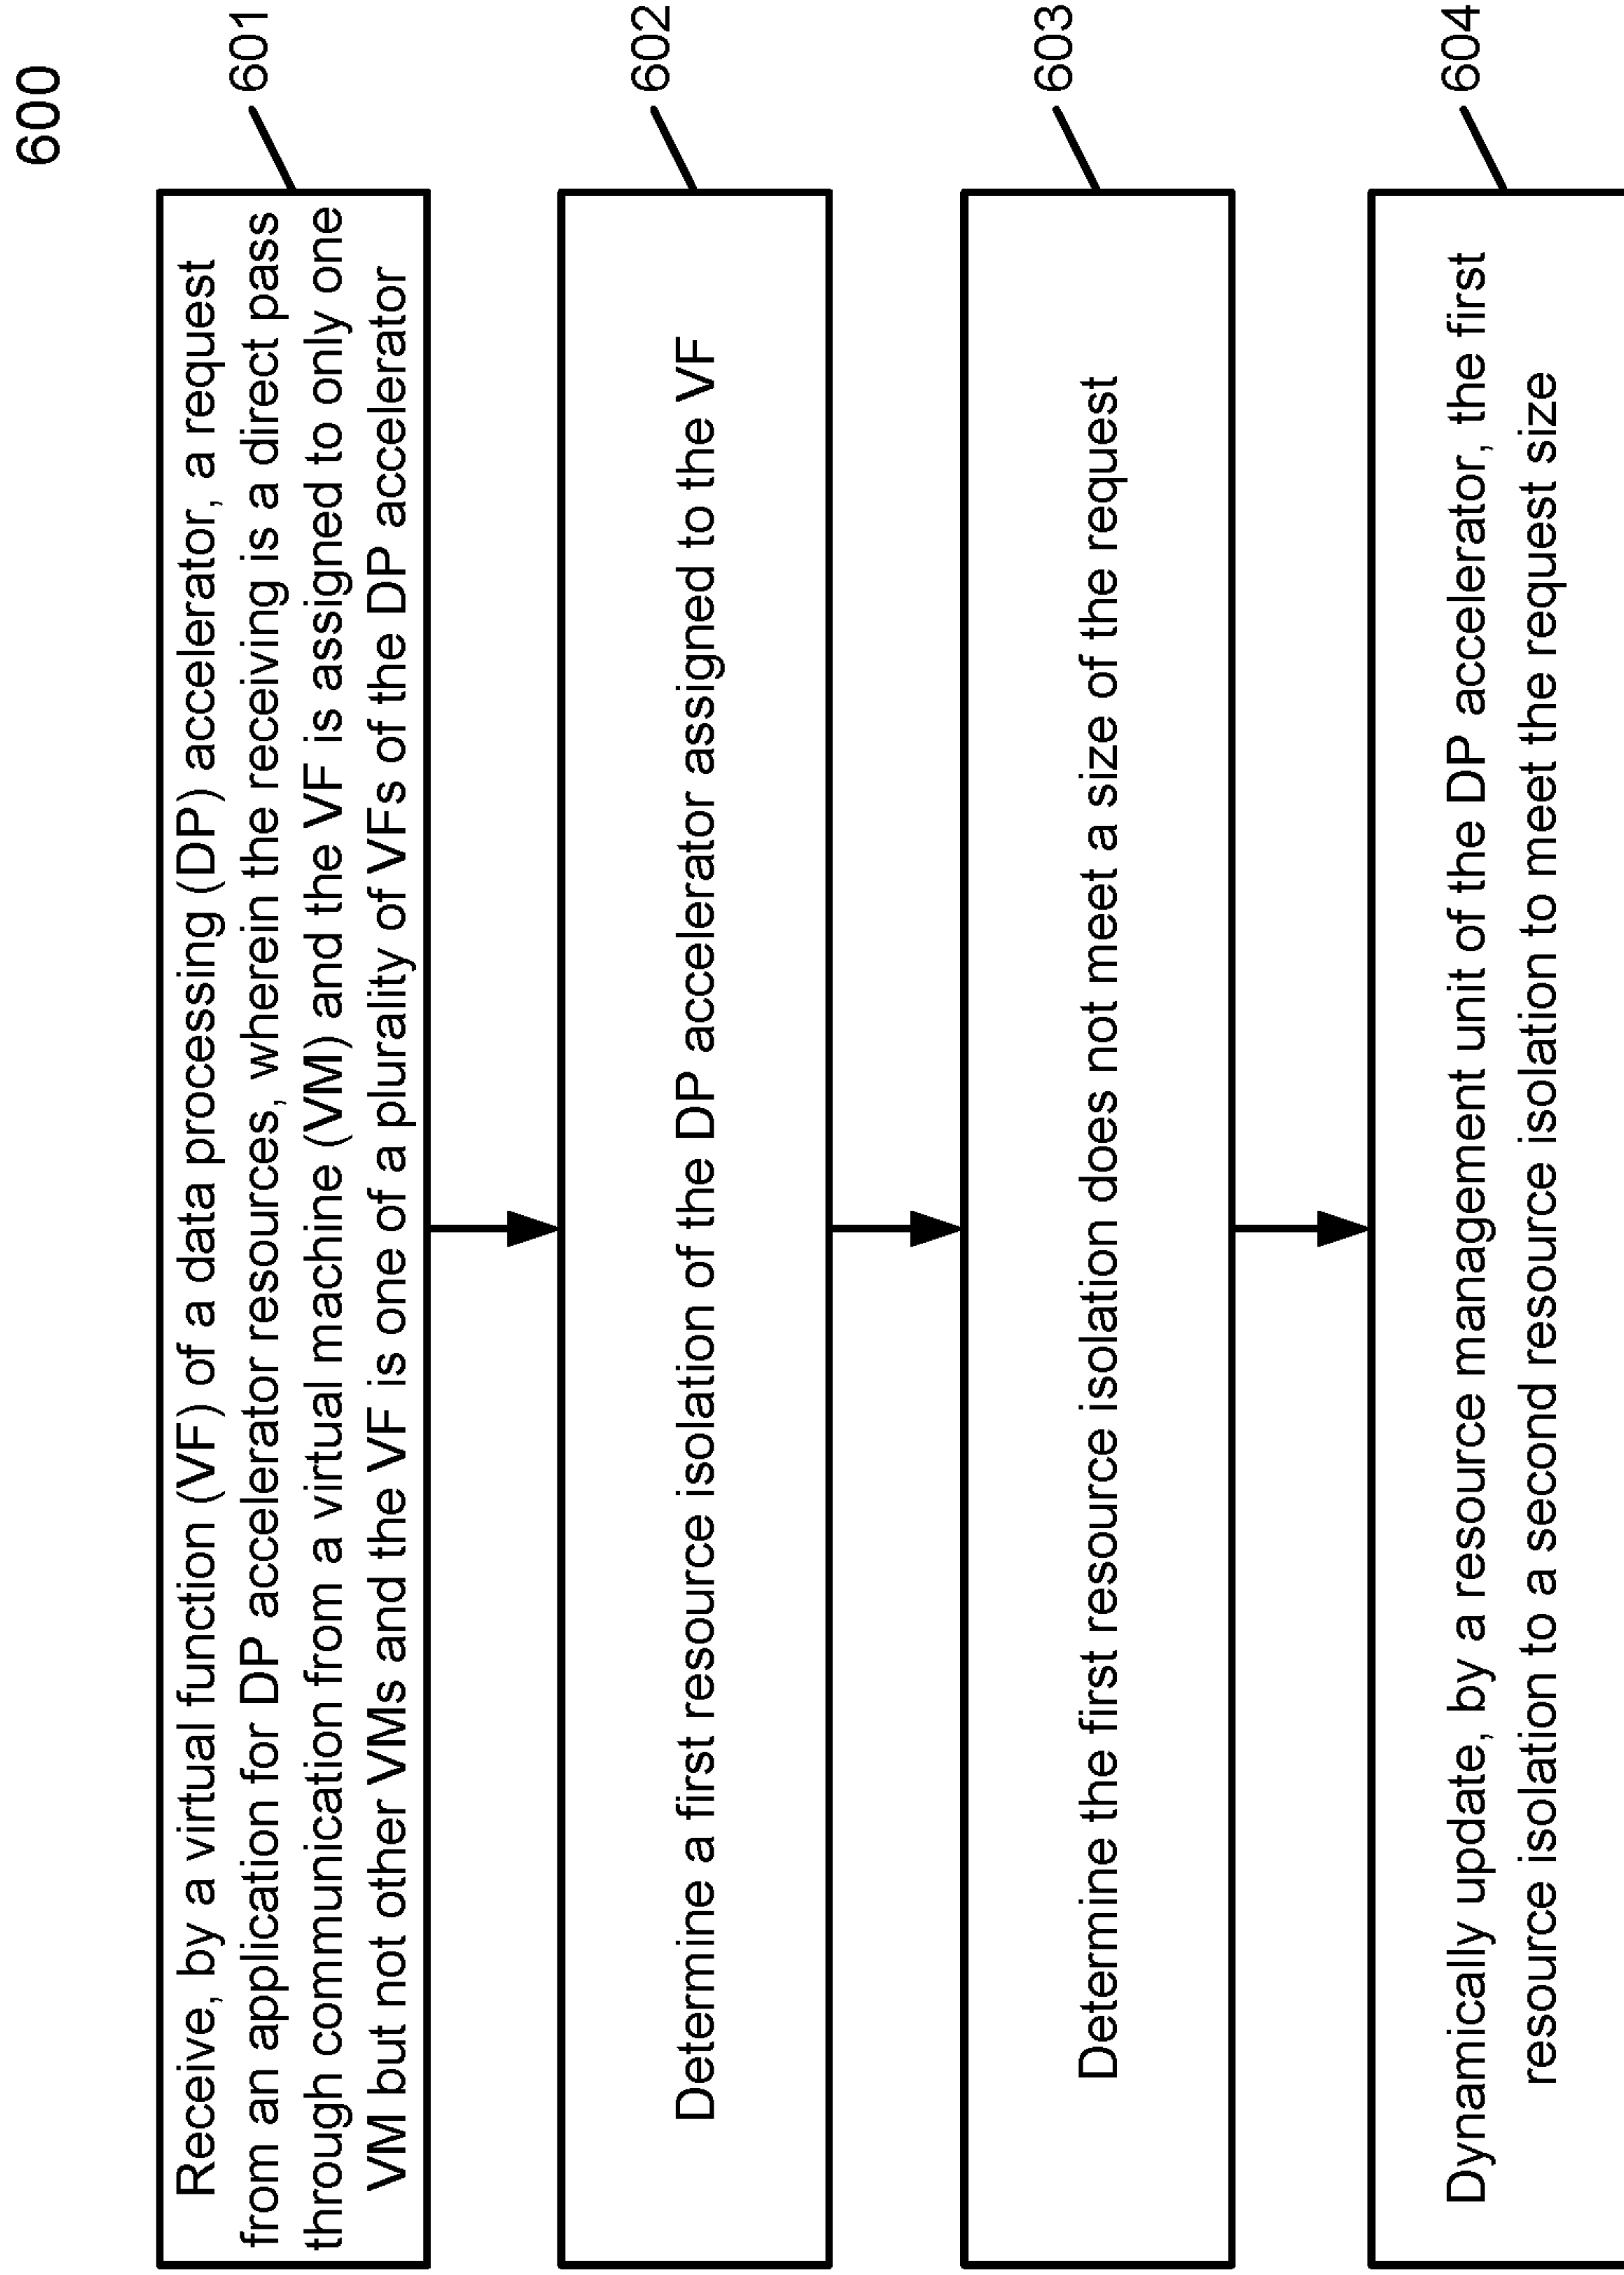 600
Receive, by a virtual function (VF) of a data processing (DP) accelerator, a request
from an application for DP accelerator resources, wherein the receiving is a direct pass
through communication from a virtual machine (VM) and the VF is assigned to only one
VM but not other VMs and the VF is one of a plurality of VFs of the DP accelerator
601
Determine a first resource isolation of the DP accelerator assigned to the VF
602
Determine the first resource isolation does not meet a size of the request
603
Dynamically update, by a resource management unit of the DP accelerator, the first
resource isolation to a second resource isolation to meet the request size
604